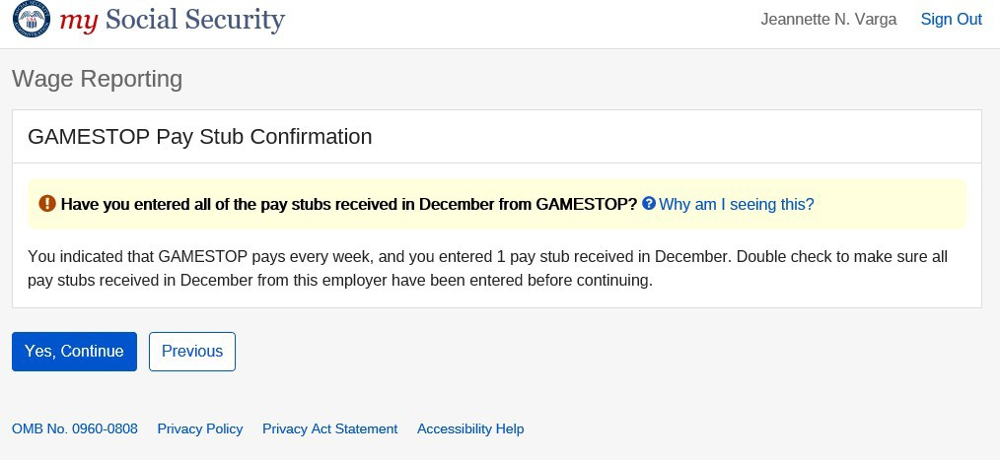 my Social Security
Jeannette N. Varga Sign Out
Wage Reporting
GAMESTOP Pay Stub Confirmation
Have you entered all of the pay stubs received in December from GAMESTOP? Why am I seeing this?
You indicated that GAMESTOP pays every week, and you entered 1 pay stub received in December. Double check to make sure all
pay stubs received in December from this employer have been entered before continuing.
Yes, Continue Previous
OMB No. 0960-0808 Privacy Policy Privacy Act Statement Accessibility Help